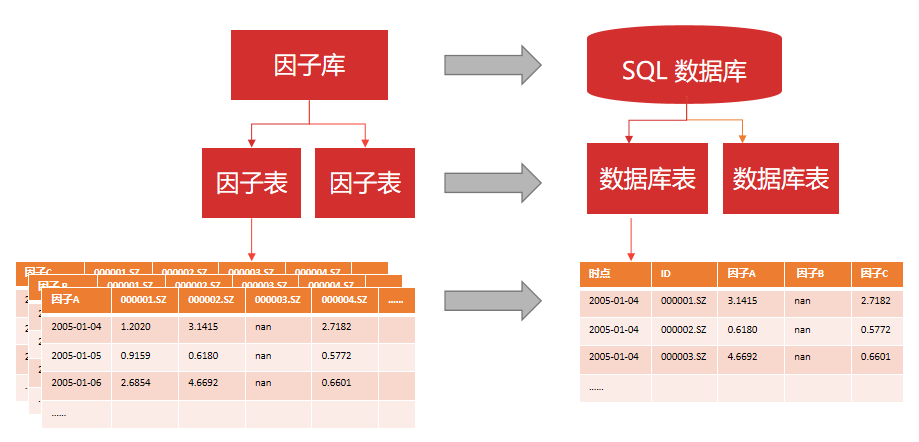 因子库
SQL 数据库
因子表 因子表
数据库表 数据库表
因子C 000001.SZ 000002.SZ 000003.SZ 000004.SZ
000001.SZ 000002.SZ 000003.SZ 000004.SZ
因子A 000001.SZ 000002.SZ 000003.SZ 000004.SZ ......
2005-01-04 1.2020 3.1415 nan 2.7182
2005-01-05 0.9159 0.6180 nan 0.5772
2005-01-06 2.6854 4.6692 nan 0.6601
......
时点 ID 因子A 因子B 因子C
2005-01-04 000001.SZ 3.1415 nan 2.7182
2005-01-04 000002.SZ 0.6180 nan 0.5772
2005-01-04 000003.SZ 4.6692 nan 0.6601
......